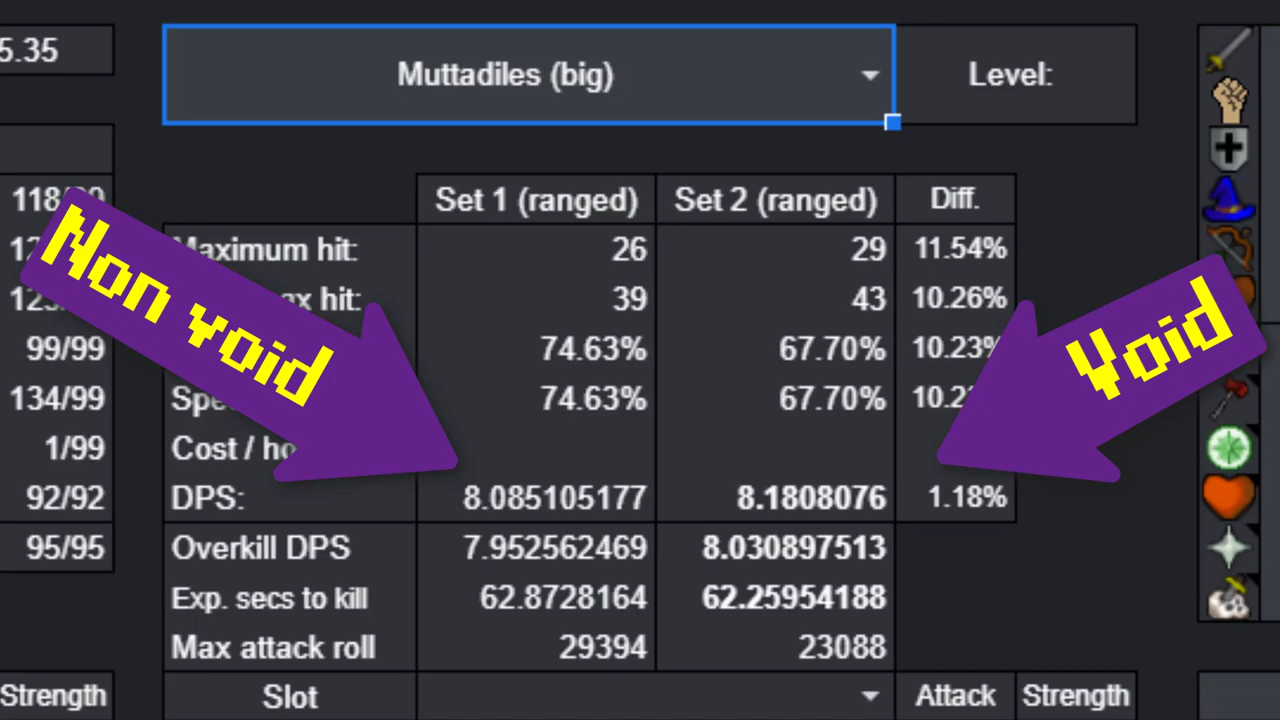 5.35
Muttadiles (big)
Level:
Set 1 (ranged)
Set 2 (ranged)
Diff.
118/99
Maximum hit:
26
29
11.54%
max hit:
39
43
10.26%
99/99
74.63%
67.70%
10.23%
134/99
74.63%
67.70%
1/99
Cost /
92/92
DPS:
8.085105177
8.1808076
1.18%
95/95
Overkill DPS
7.952562469
8.030897513
Exp. secs to kill
62.8728164
62.25954188
Max attack roll
29394
23088
Strength
Slot
Attack
Strength
Non void
Void